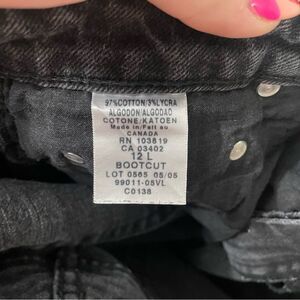 97%COTTON/3%LYCRA
ALGODON/ALGODAO
COTONE/KATOEN
Made in/Fait au
CANADA
RN 103819
CA 03402
12 L
BOOTCUT
LOT 0565 05/05
99011-05VL
C0138